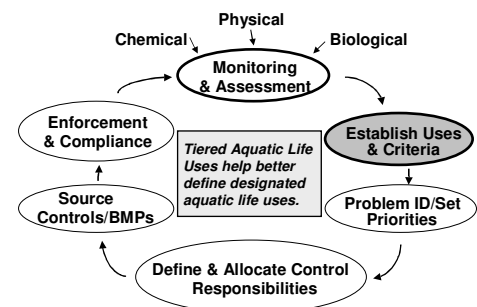 Physical
Chemical
Biological
Monitoring
& Assessment
Establish Uses
& Criteria
Problem ID/Set
Priorities
Define & Allocate Control
Responsibilities
Source
Controls/BMPs
Enforcement
& Compliance
Tiered Aquatic Life
Uses help better
define designated
aquatic life uses.